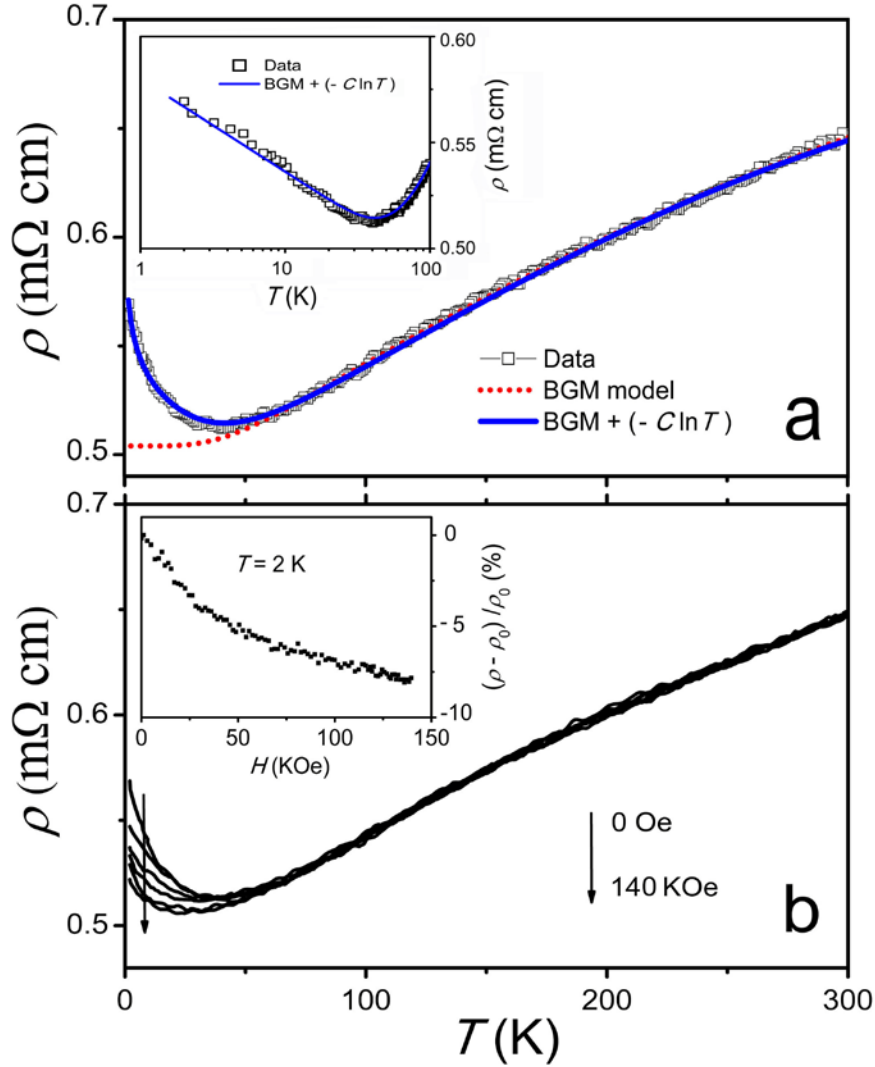 0.7
0.6
0.5
ρ (mΩ cm)
Data
BGM + (- C lnT)
0.60
0.55
0.50
ρ (mΩ cm)
1
10
100
T (K)
Data
BGM model
BGM + (- C lnT)
a
0.7
0.6
0.5
ρ (mΩ cm)
T = 2 K
0
- 5
-10
(ρ - ρ0) /ρ0 (%)
0
50
100
150
H (KOe)
0 Oe
140 KOe
b
0
100
200
300
T (K)